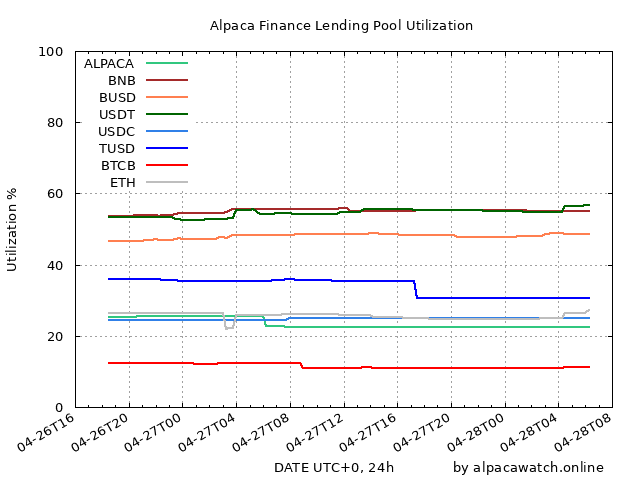 Alpaca Finance Lending Pool Utilization
100
80
60
40
20
0
Utilization %
ALPACA
BNB
BUSD
USDT
USDC
TUSD
BTCB
ETH
04-26T16
04-26T20
04-27T00
04-27T04
04-27T08
04-27T12
04-27T16
04-27T20
04-28T00
04-28T04
04-28T08
DATE UTC+0, 24h
by alpacawatch.online